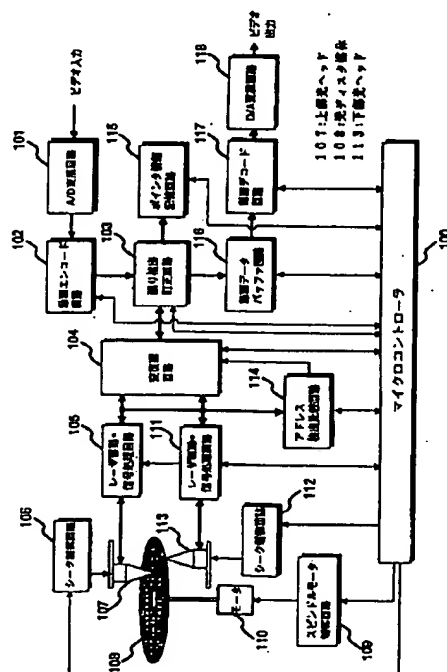 ビデオ入力
101
A/D変換回路
102
動画エンコード
回路
103
誤り検出
訂正回路
115
ポインタ情報
記憶回路
116
動画データ
バッファ回路
117
動画デコード
回路
118
D/A変換回路
ビデオ
出力
104
変復調
回路
105
レーザ駆動・
信号処理回路
111
レーザ駆動・
信号処理回路
114
アドレス
検出処理回路
106
シーク制御回路
112
シーク制御回路
107
108
113
110
モータ
109
スピンドルモータ
制御回路
100
マイクロコントローラ
107:上部光ヘッド
108:光ディスク媒体
113:下部光ヘッド